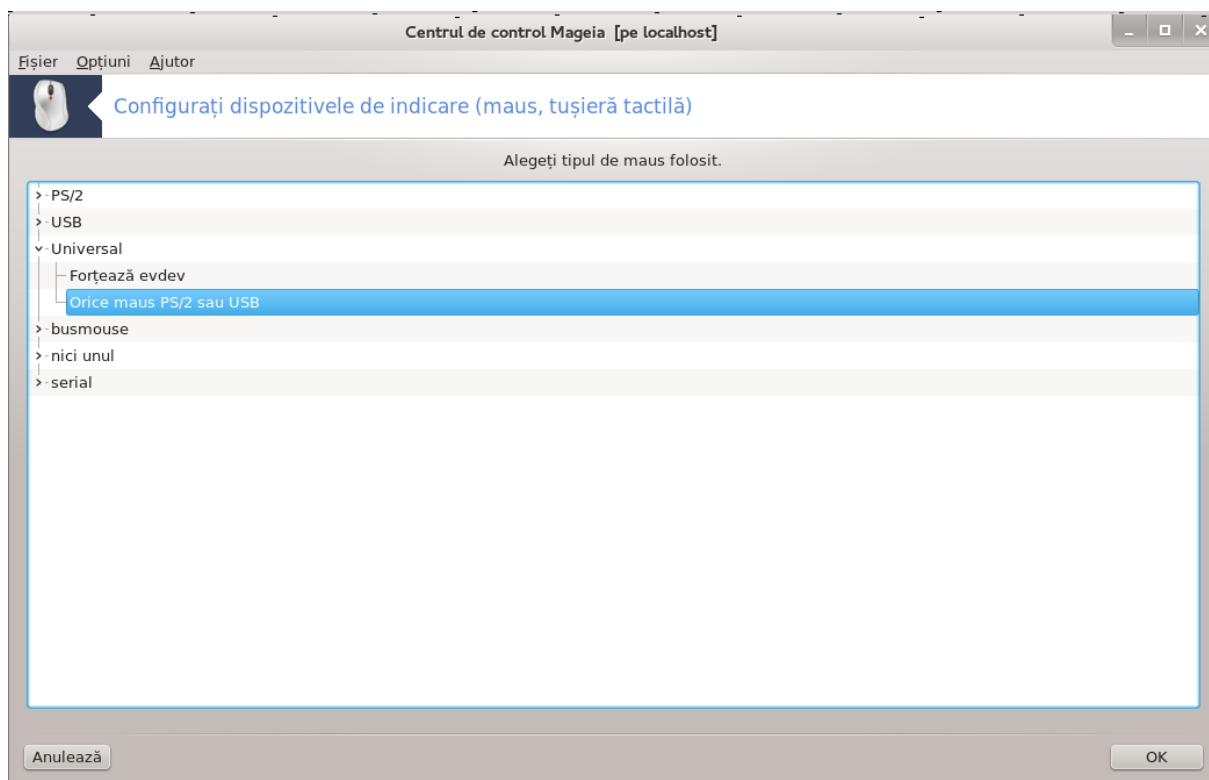 Centrul de control Mageia [pe localhost]
Fișier Opțiuni Ajutor
Configurați dispozitivele de indicare (maus, tușieră tactilă)
Alegeți tipul de maus folosit.
PS/2
USB
Universal
Forțează evdev
Orice maus PS/2 sau USB
busmouse
nici unul
serial
Anulează OK